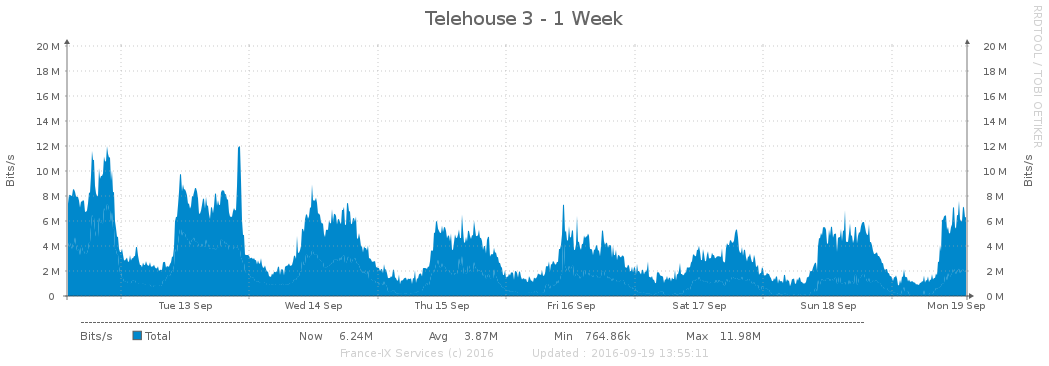 Telehouse 3 - 1 Week
RRDTOOL / TOBI OETIKER
Bits/s
Bits/s
20 M 20 M
18 M 18 M
16 M 16 M
14 M 14 M
12 M 12 M
10 M 10 M
8 M 8 M
6 M 6 M
4 M 4 M
2 M 2 M
0 0 M
Tue 13 Sep Wed 14 Sep Thu 15 Sep Fri 16 Sep Sat 17 Sep Sun 18 Sep Mon 19 Sep
Bits/s Total Now 6.24M Avg 3.87M Min 764.86k Max 11.98M
France-IX Services (c) 2016 Updated : 2016-09-19 13:55:11